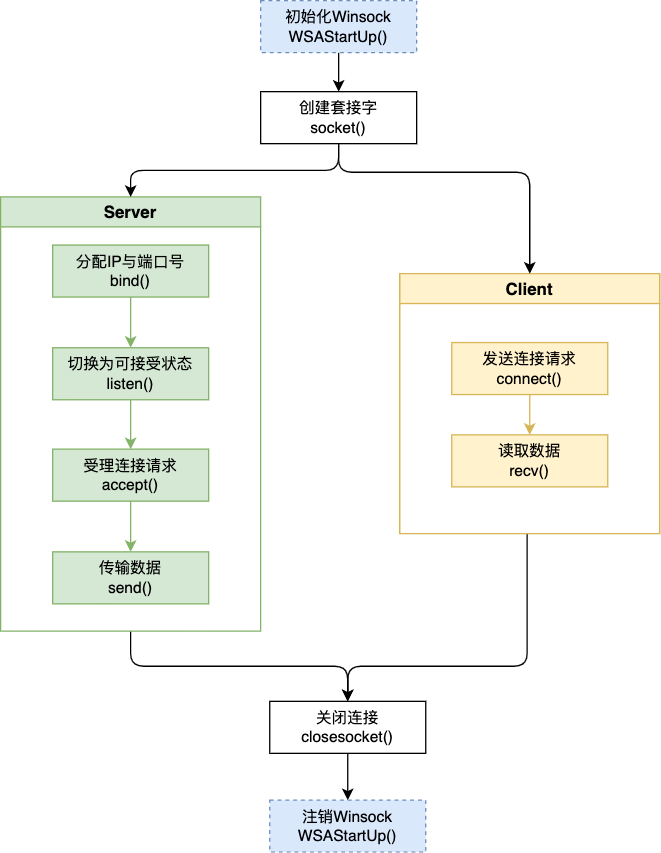 初始化Winsock
WSAStartUp()
创建套接字
socket()
Server
分配IP与端口号
bind()
切换为可接受状态
listen()
受理连接请求
accept()
传输数据
send()
Client
发送连接请求
connect()
读取数据
recv()
关闭连接
closesocket()
注销Winsock
WSAStartUp()